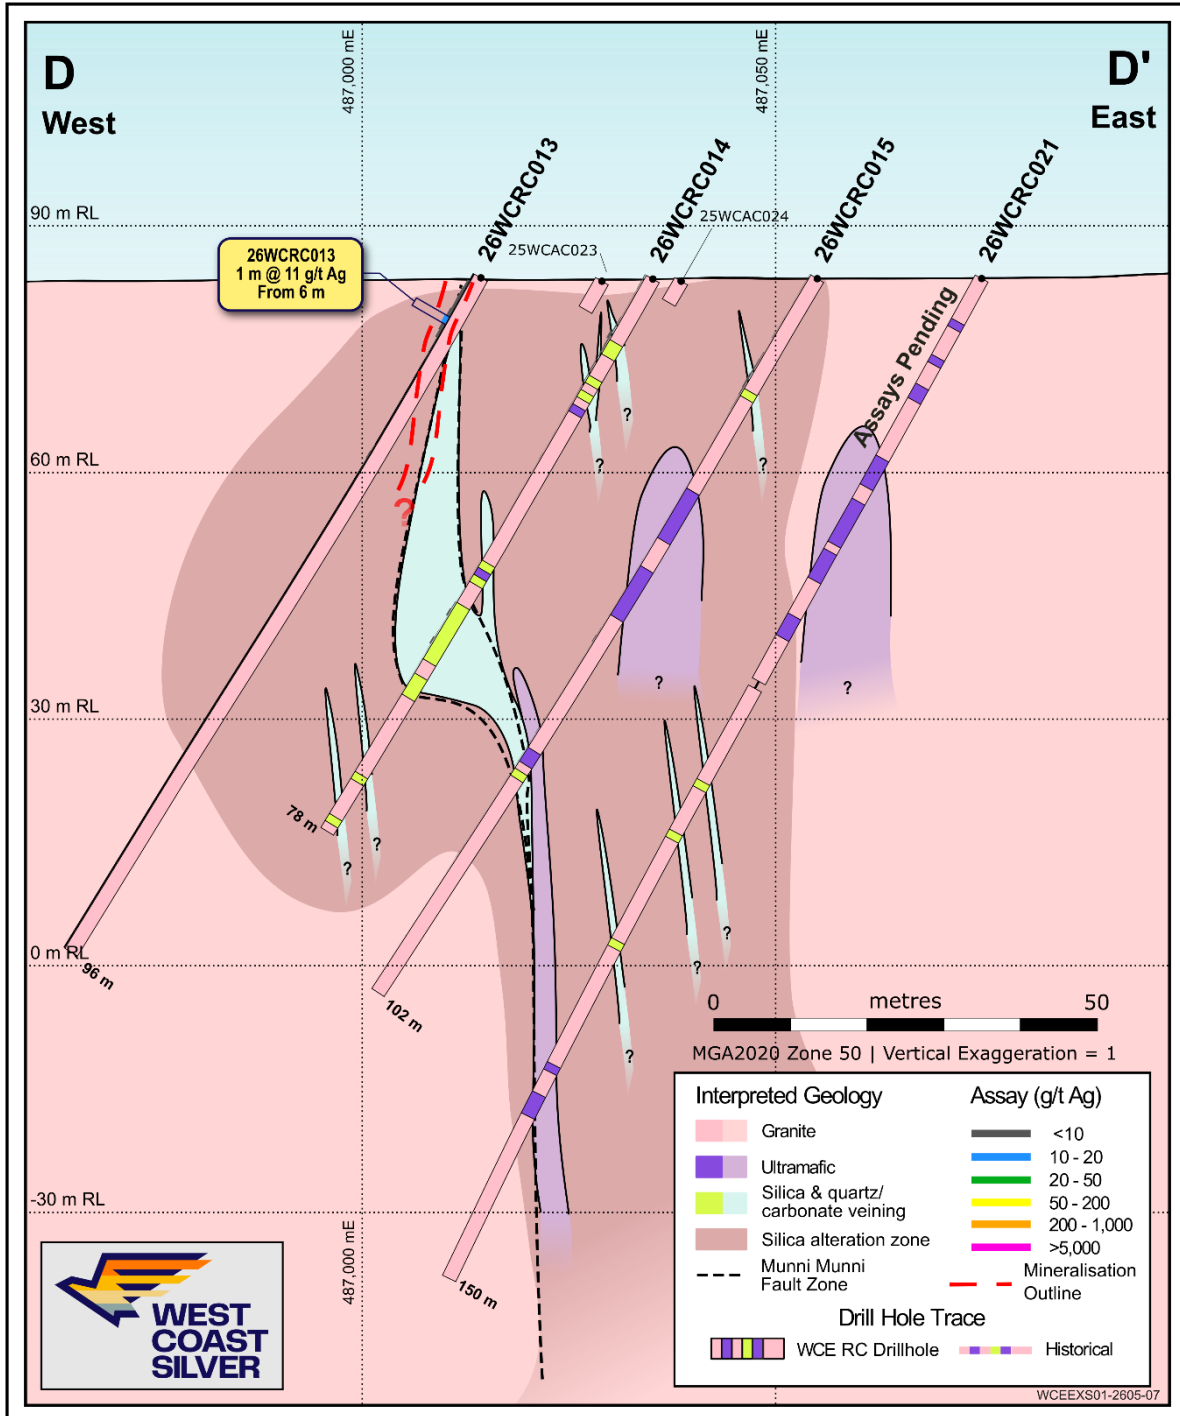 D
West
D'
East
487,000 mE
487,050 mE
26WCRC013
26WCRC014
26WCRC015
26WCRC021
25WCAC023
25WCAC024
90 m RL
26WCRC013
1 m @ 11 g/t Ag
From 6 m
Assays Pending
60 m RL
?
?
?
?
?
?
30 m RL
78 m
?
?
?
?
?
0 m RL
96 m
102 m
?
0 metres 50
MGA2020 Zone 50 | Vertical Exaggeration = 1
-30 m RL
487,000 mE
150 m
Interpreted Geology
Granite
Ultramafic
Silica & quartz/
carbonate veining
Silica alteration zone
Munni Munni
Fault Zone
Assay (g/t Ag)
<10
10 - 20
20 - 50
50 - 200
200 - 1,000
>5,000
Mineralisation
Outline
Drill Hole Trace
WCE RC Drillhole
Historical
WEST
COAST
SILVER
WCEEXS01-2605-07